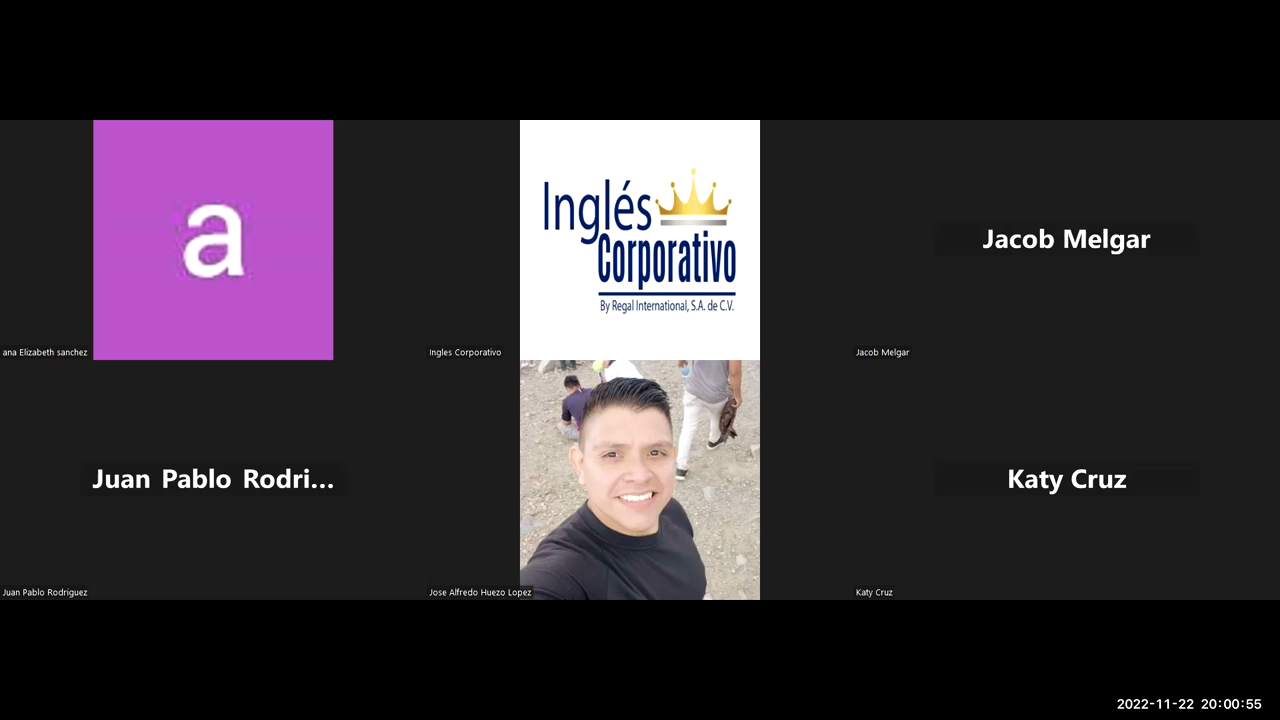 a
ana Elizabeth sanchez
Inglés
Corporativo
By Regal International, S.A. de C.V.
Ingles Corporativo
Jacob Melgar
Jacob Melgar
Juan Pablo Rodri...
Juan Pablo Rodriguez
Jose Alfredo Huezo Lopez
Katy Cruz
Katy Cruz
2022-11-22 20:00:55